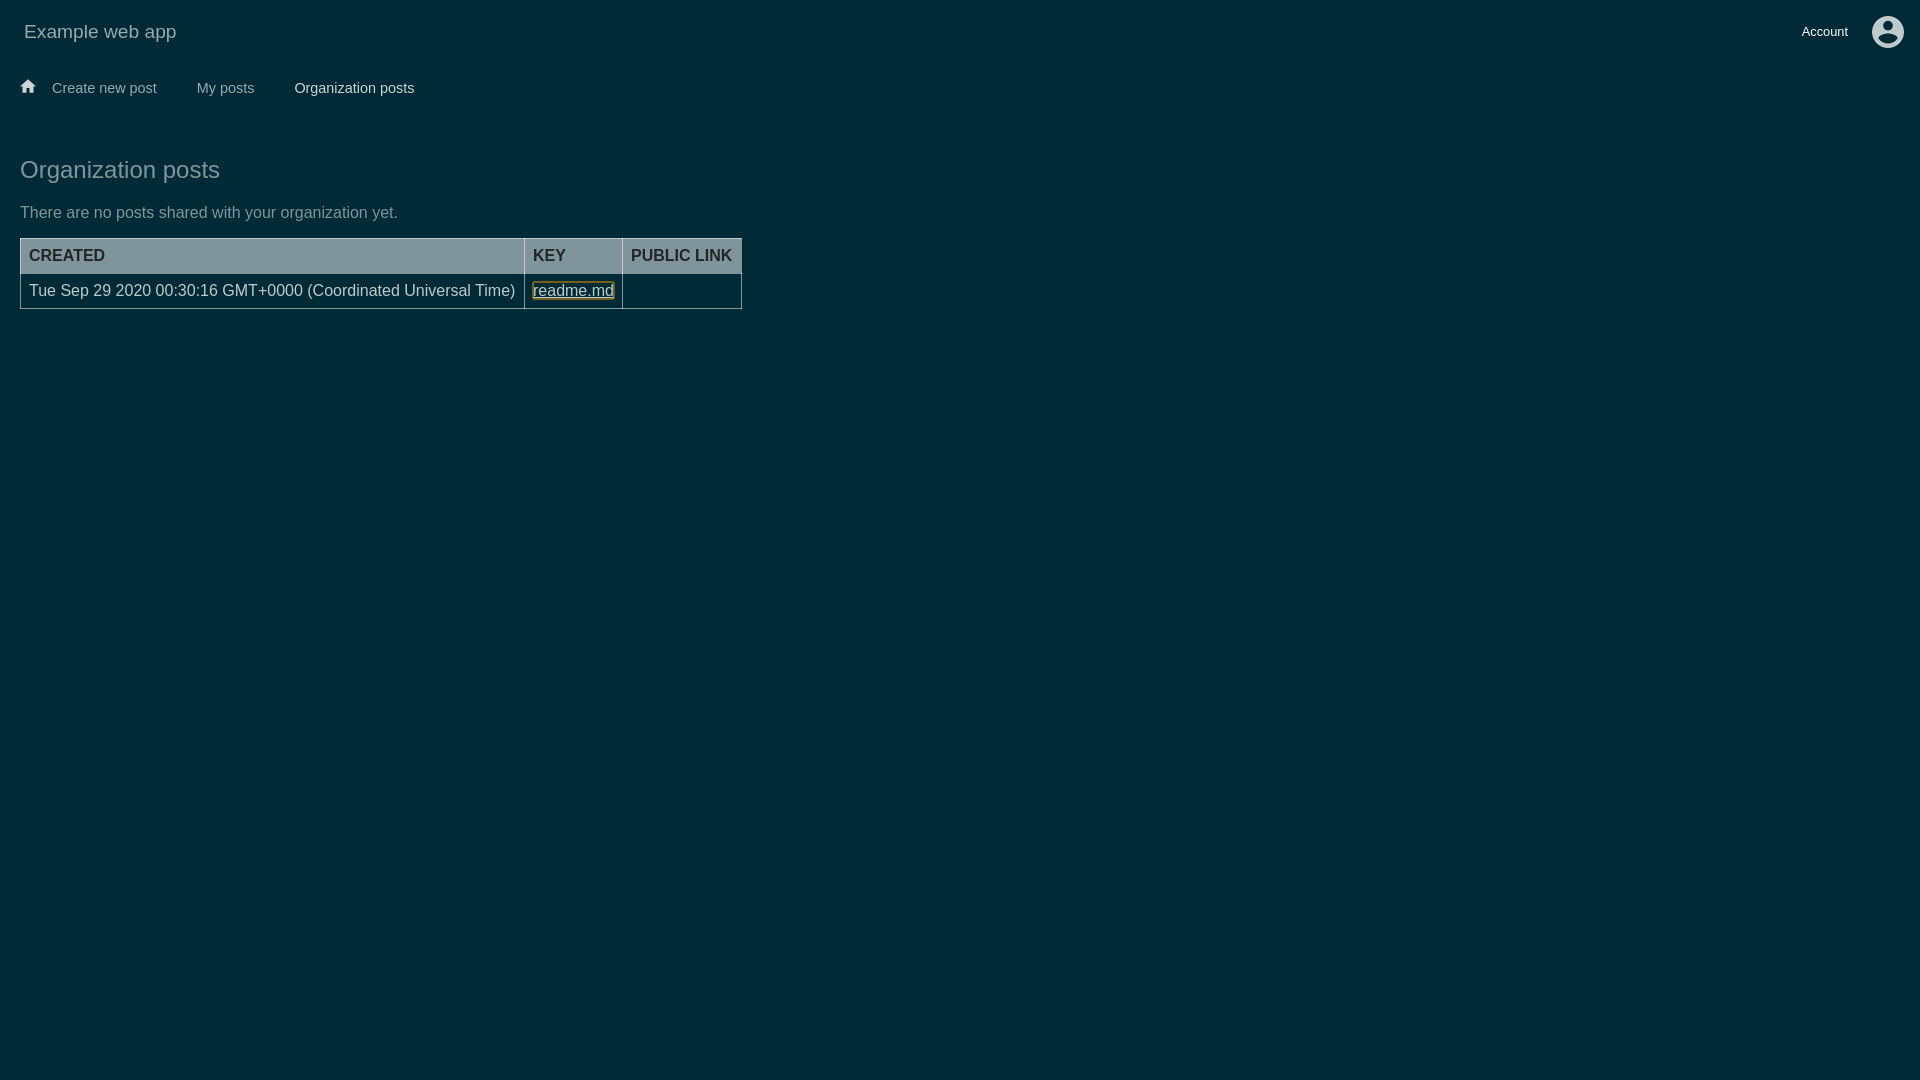 Example web app
Account
Create new post
My posts
Organization posts
Organization posts
There are no posts shared with your organization yet.
CREATED KEY PUBLIC LINK
Tue Sep 29 2020 00:30:16 GMT+0000 (Coordinated Universal Time) readme.md